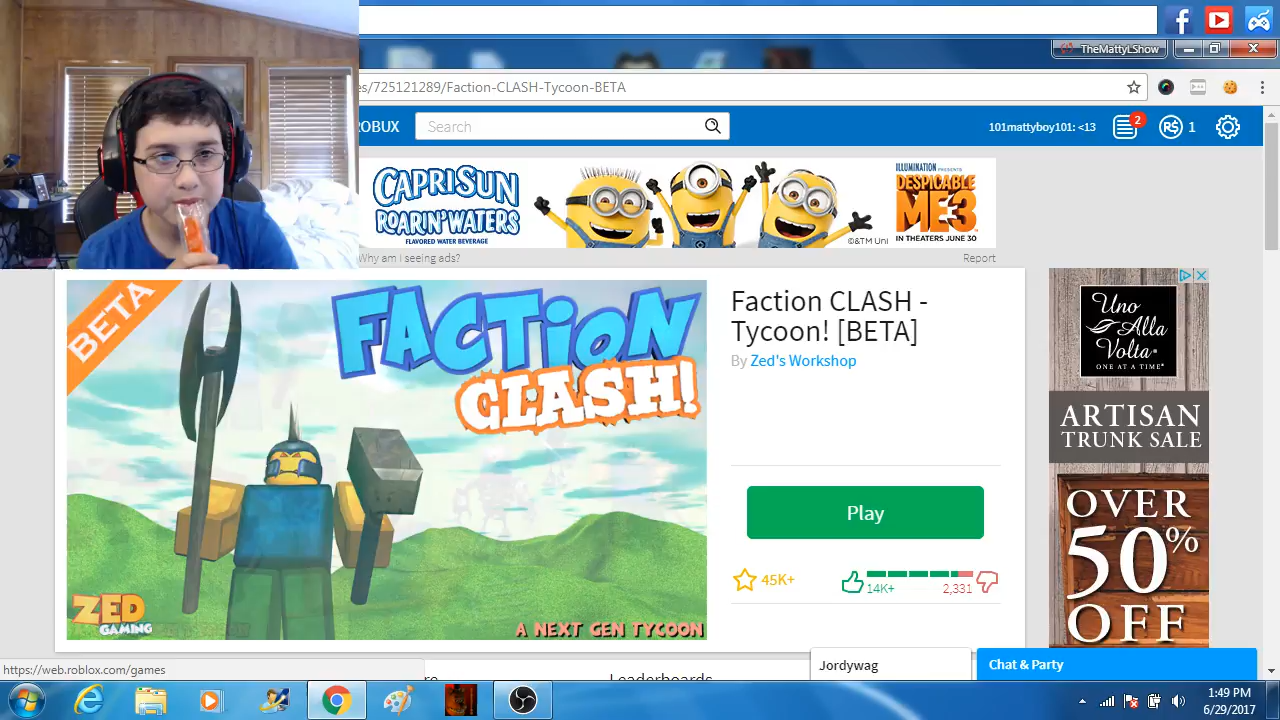 TheMattyLShow
es/725121289/Faction-CLASH-Tycoon-BETA
ROBUX
Search
101mattyboy101: <13
2
R$ 1
CAPRI•SUN
ROARIN' WATERS
FLAVORED WATER BEVERAGE
ILLUMINATION PRESENTS
DESPICABLE
ME3
IN THEATERS JUNE 30
©&TM Uni
Why am I seeing ads?
Report
BETA
FACTION
CLASH!
ZED
GAMING
A NEXT GEN TYCOON
Faction CLASH -
Tycoon! [BETA]
By Zed's Workshop
Play
45K+
14K+
2,331
Uno
Alla
Volta
ONE AT A TIME
ARTISAN
TRUNK SALE
OVER
50%
OFF
https://web.roblox.com/games
Leaderboards
Jordywag
Chat & Party
1:49 PM
6/29/2017